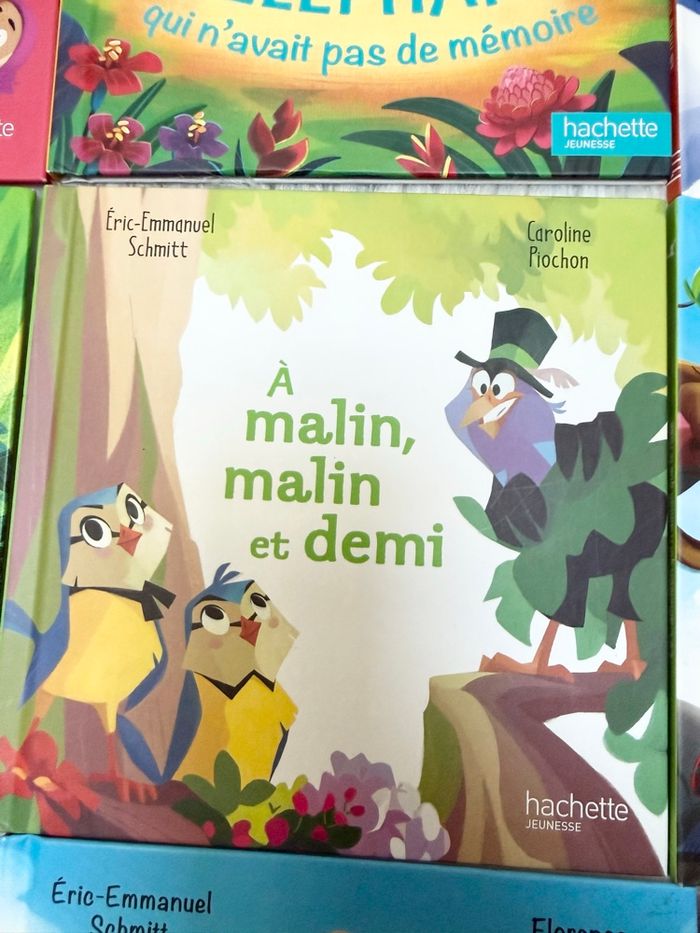 qui n'avait pas de mémoire
hachette
JEUNESSE
Éric-Emmanuel
Schmitt
Caroline
Piochon
À
malin,
malin
et demi
hachette
JEUNESSE
Éric-Emmanuel
Schmitt